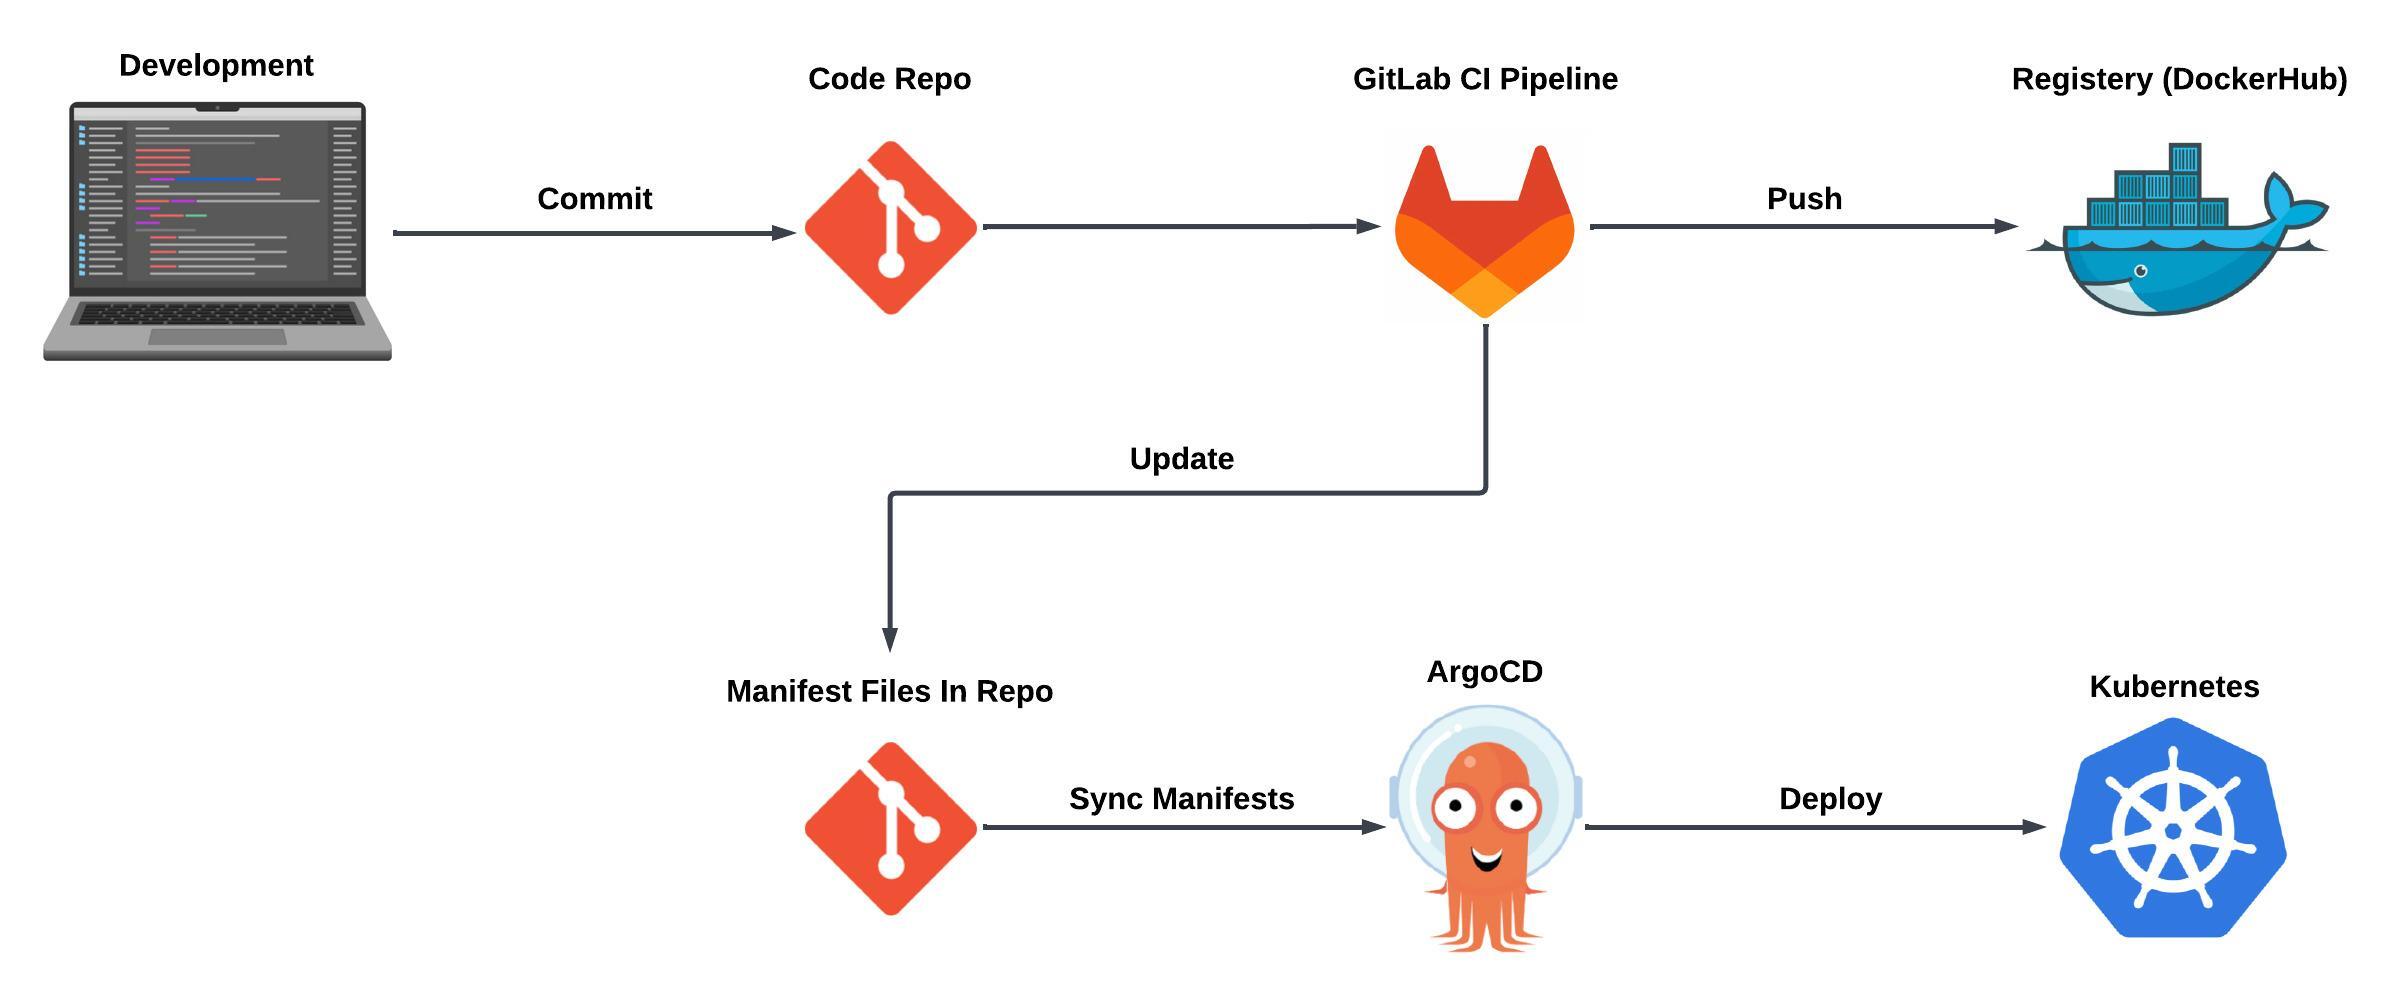 Development
Code Repo
GitLab CI Pipeline
Registery (DockerHub)
Commit
Push
Update
Manifest Files In Repo
ArgoCD
Kubernetes
Sync Manifests
Deploy